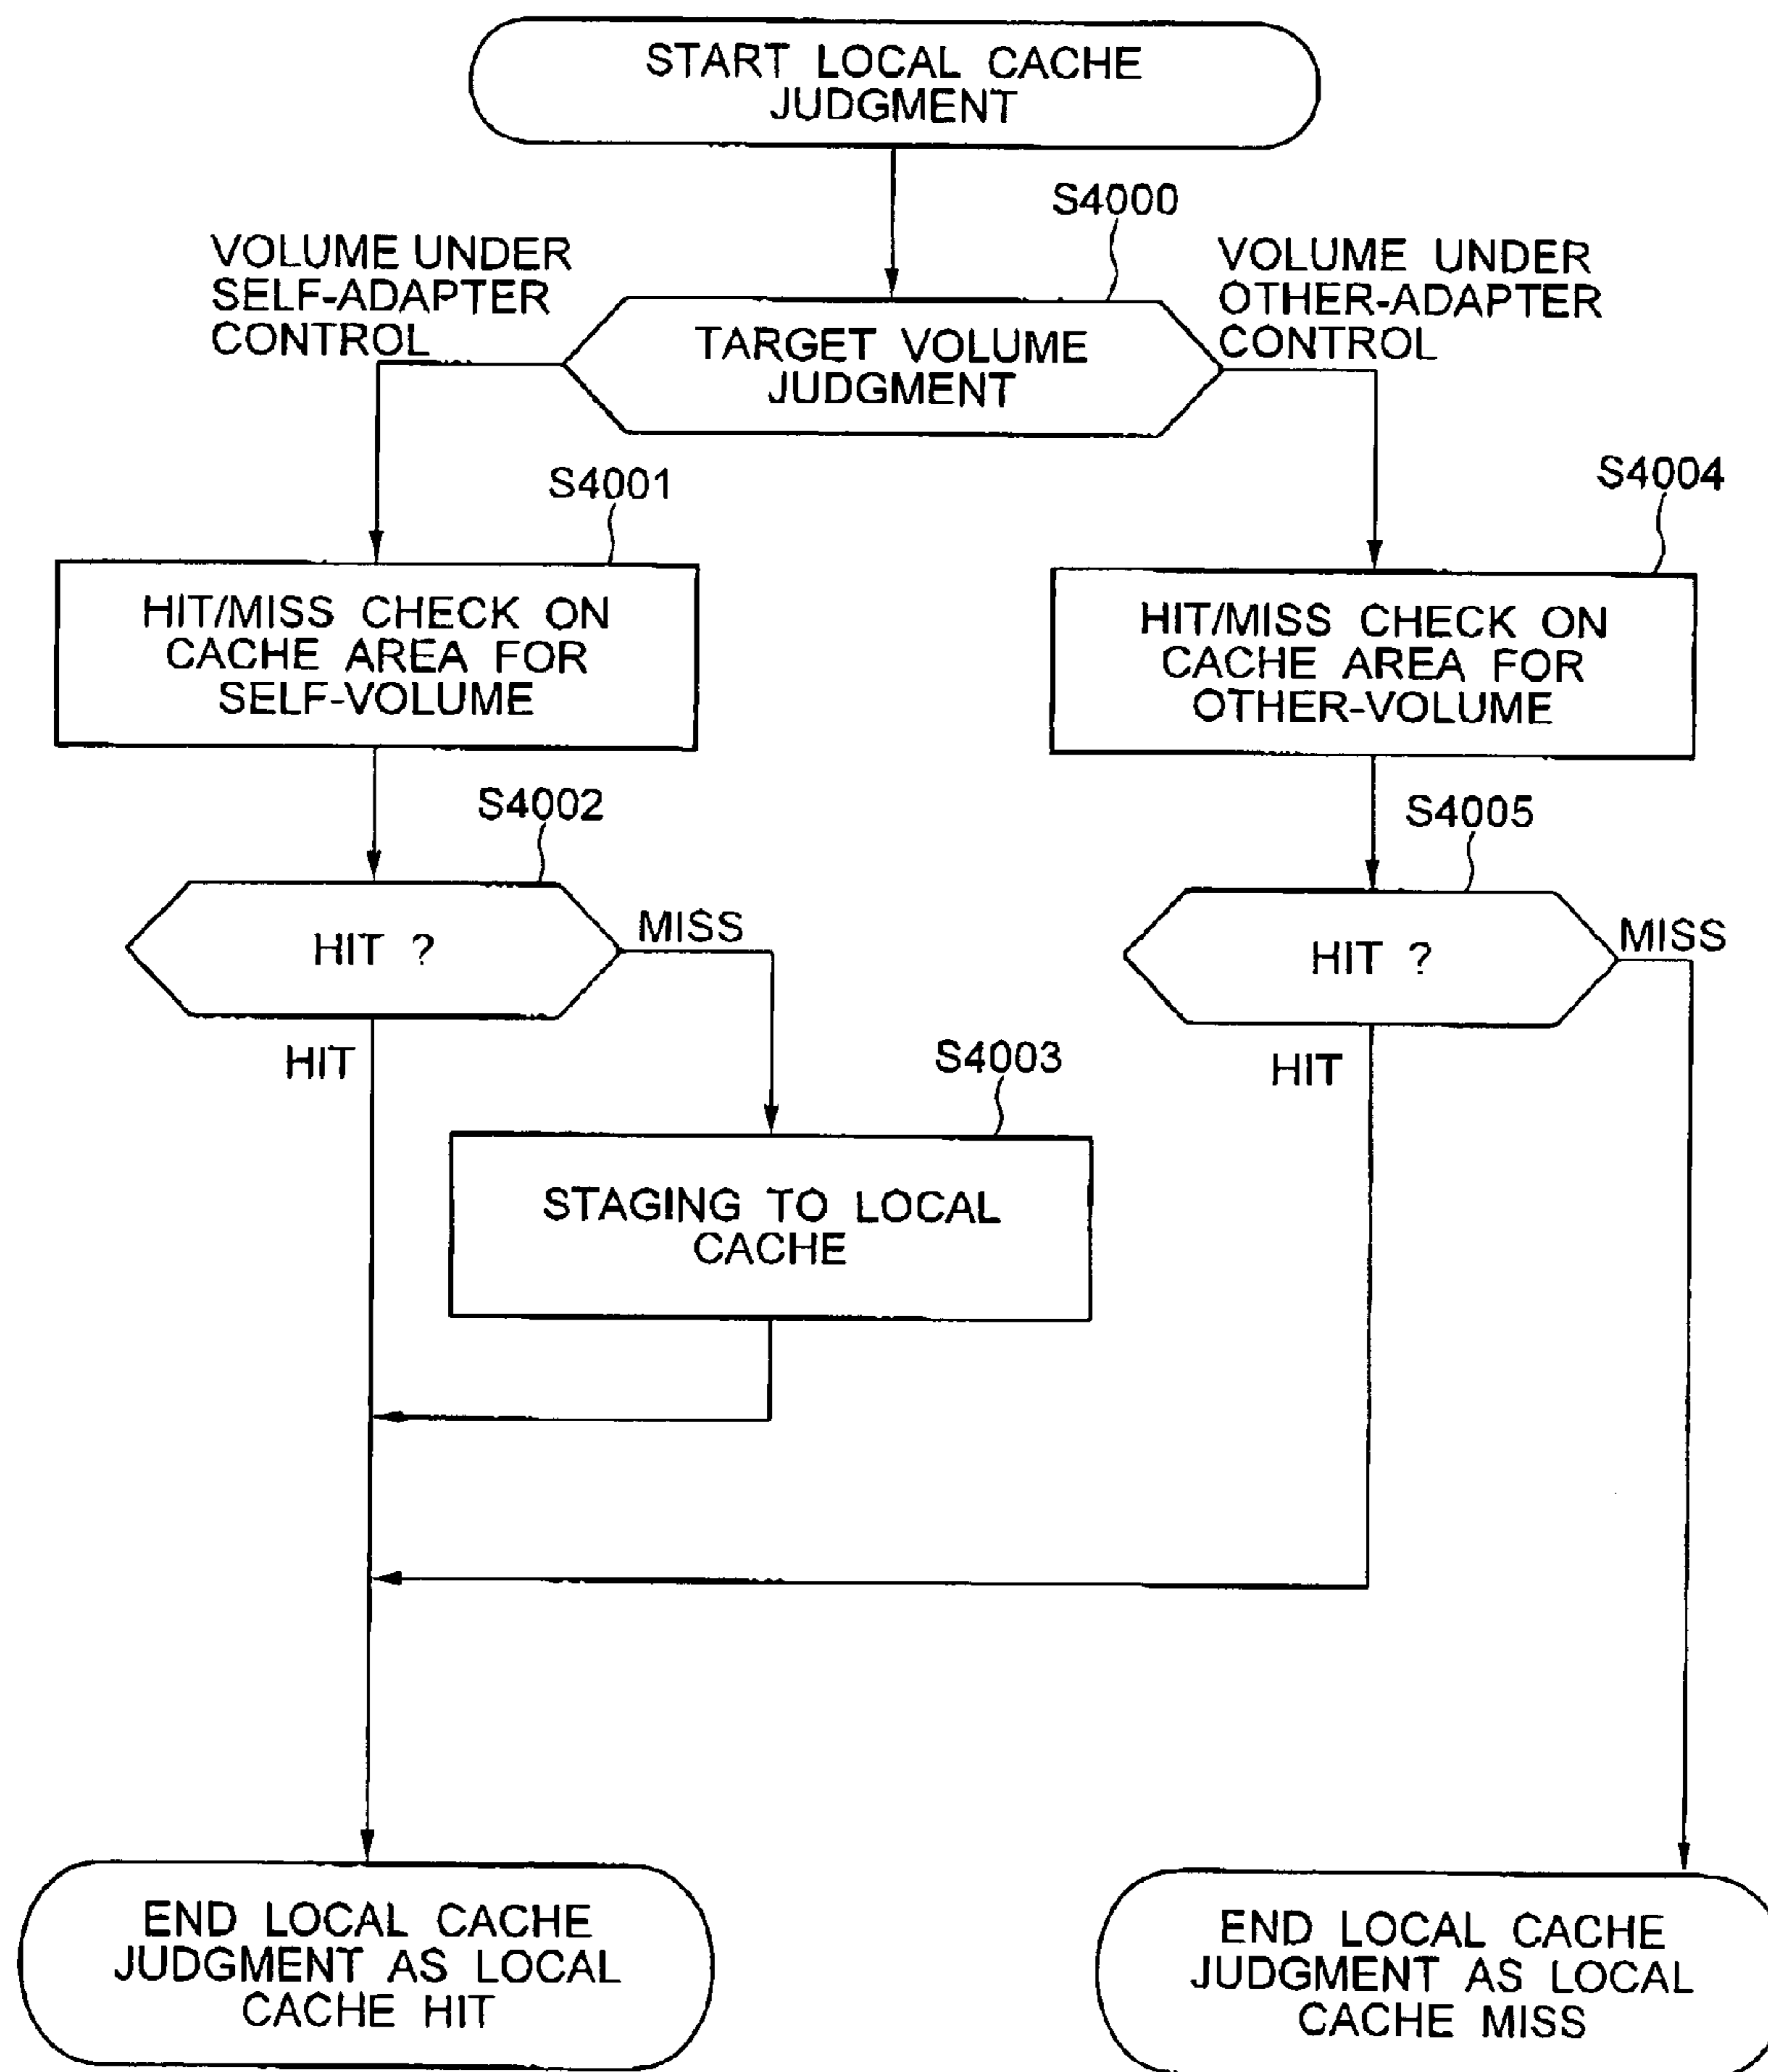 START LOCAL CACHE
JUDGMENT
S4000
VOLUME UNDER
SELF-ADAPTER
CONTROL
VOLUME UNDER
OTHER-ADAPTER
CONTROL
TARGET VOLUME
JUDGMENT
S4001
S4004
HIT/MISS CHECK ON
CACHE AREA FOR
SELF-VOLUME
HIT/MISS CHECK ON
CACHE AREA FOR
OTHER-VOLUME
S4002
S4005
HIT ?
MISS
HIT ?
MISS
HIT
S4003
HIT
STAGING TO LOCAL
CACHE
END LOCAL CACHE
JUDGMENT AS LOCAL
CACHE HIT
END LOCAL CACHE
JUDGMENT AS LOCAL
CACHE MISS